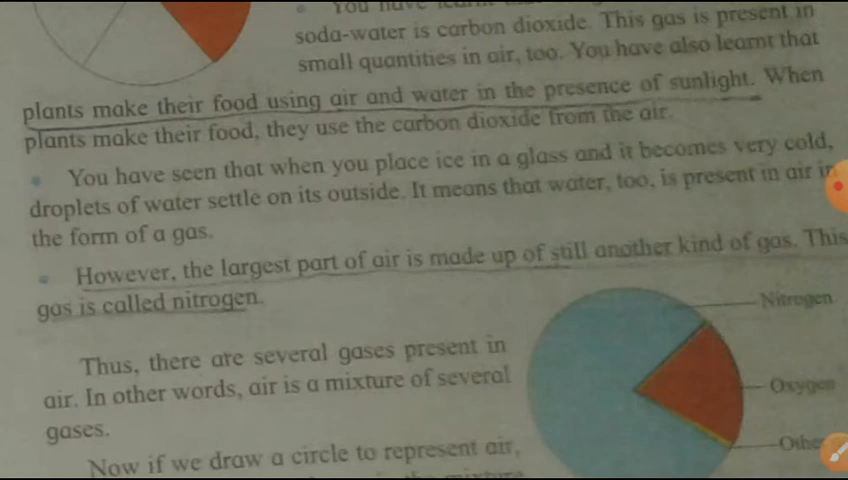 You have learnt
soda-water is carbon dioxide. This gas is present in
small quantities in air, too. You have also learnt that
plants make their food using air and water in the presence of sunlight. When
plants make their food, they use the carbon dioxide from the air.
You have seen that when you place ice in a glass and it becomes very cold,
droplets of water settle on its outside. It means that water, too, is present in air in
the form of a gas.
However, the largest part of air is made up of still another kind of gas. This
gas is called nitrogen.
Nitrogen
Thus, there are several gases present in
air. In other words, air is a mixture of several
gases.
Oxygen
Othe
Now if we draw a circle to represent air,
the mixture